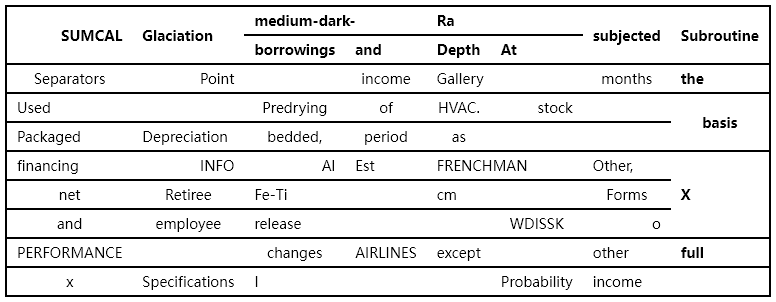 medium-dark- Ra
SUMCAL Glaciation subjected Subroutine
borrowings and Depth At
Separators Point income Gallery months the
Used Predrying of HVAC. stock
basis
Packaged Depreciation bedded, period as
financing INFO AI Est FRENCHMAN Other,
net Retiree Fe-Ti cm Forms X
and employee release WDISSK o
PERFORMANCE changes AIRLINES except other full
x Specifications I Probability income